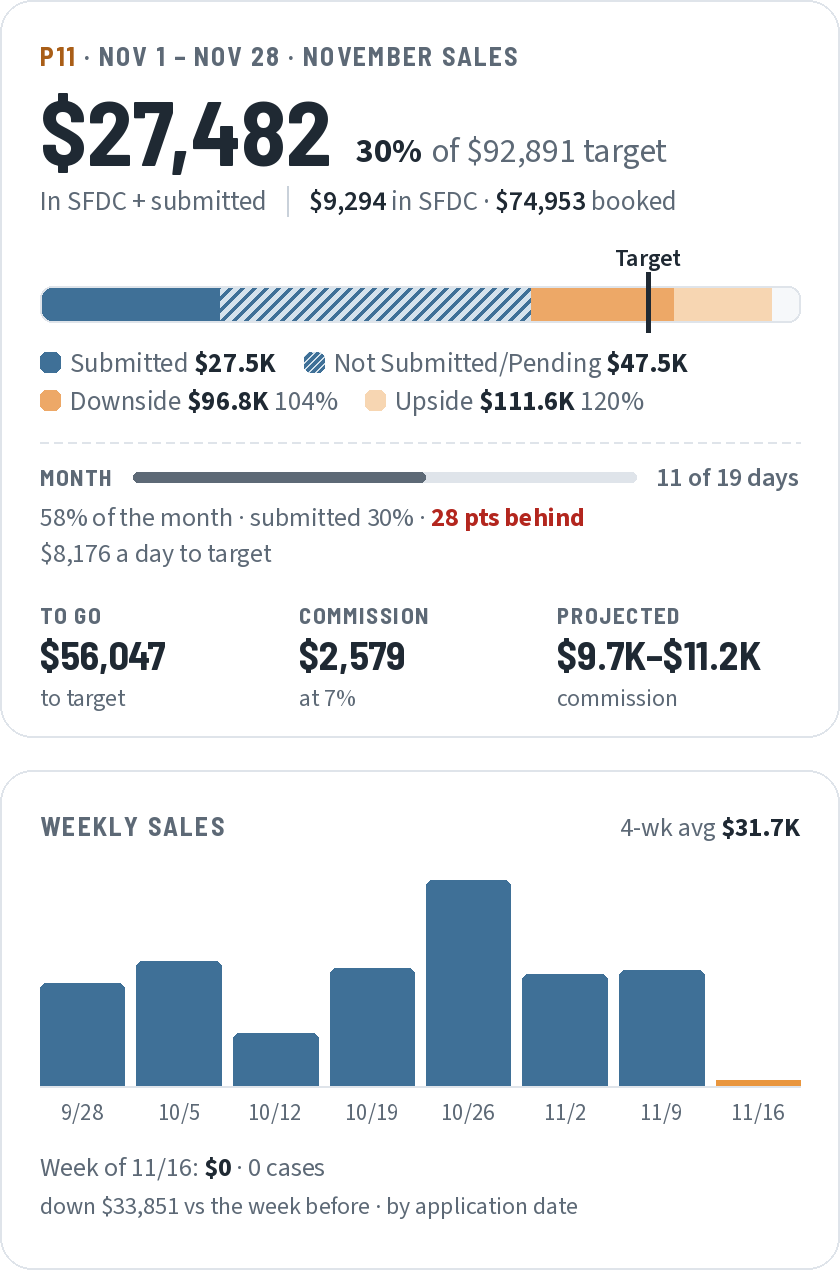 P11 · NOV 1 – NOV 28 · NOVEMBER SALES
$27,482 30% of $92,891 target
In SFDC + submitted $9,294 in SFDC · $74,953 booked
Target
Submitted $27.5K Not Submitted/Pending $47.5K
Downside $96.8K 104% Upside $111.6K 120%
MONTH 11 of 19 days
58% of the month · submitted 30% · 28 pts behind
$8,176 a day to target
TO GO COMMISSION PROJECTED
$56,047 $2,579 $9.7K–$11.2K
to target at 7% commission
WEEKLY SALES 4-wk avg $31.7K
9/28 10/5 10/12 10/19 10/26 11/2 11/9 11/16
Week of 11/16: $0 · 0 cases
down $33,851 vs the week before · by application date